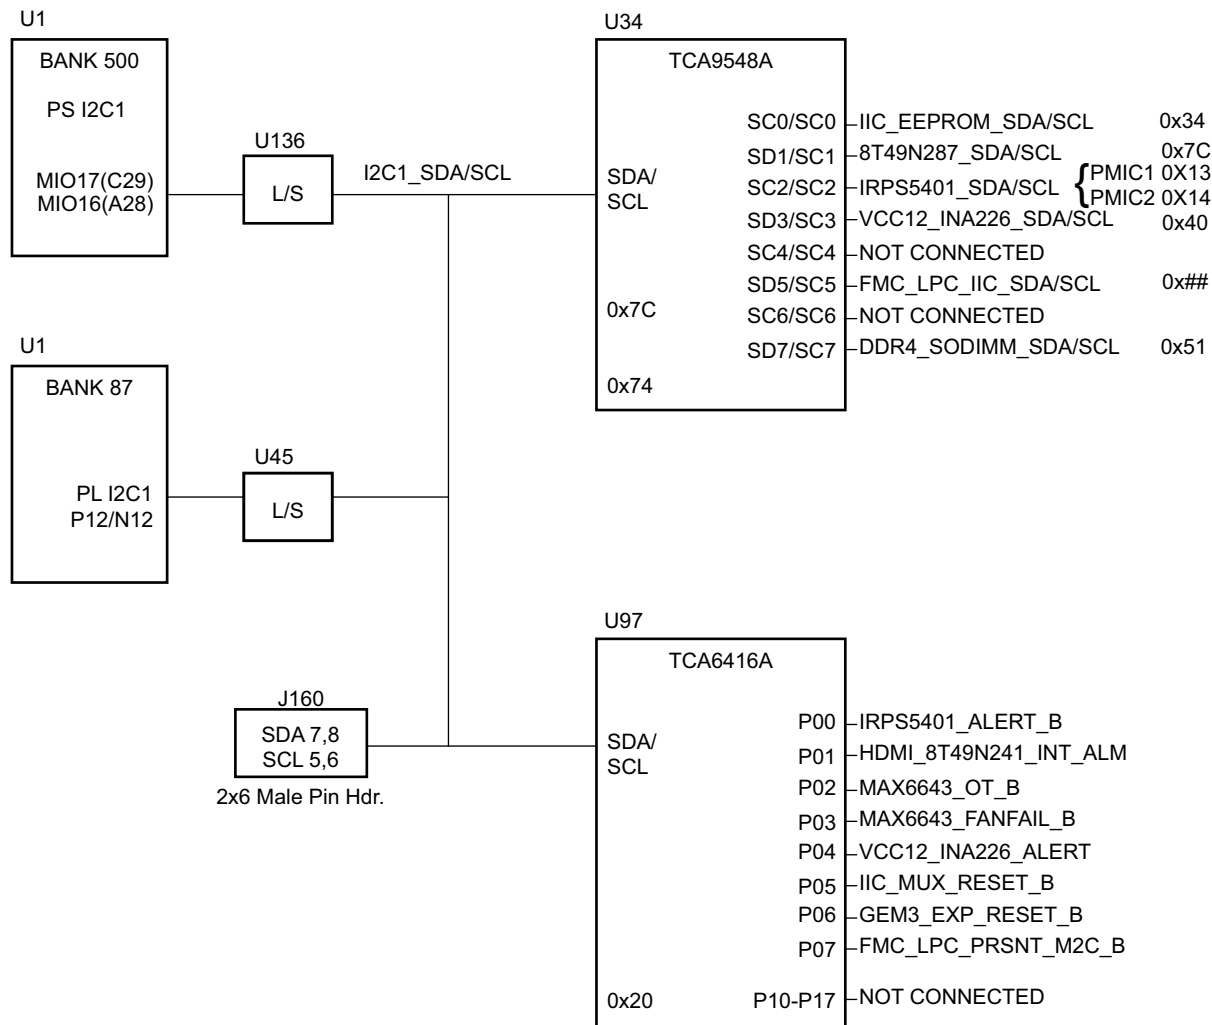 U1
BANK 500
PS I2C1
MIO17(C29)
MIO16(A28)
U136
L/S
I2C1_SDA/SCL
U34
TCA9548A
SDA/
SCL
0x7C
0x74
SC0/SC0 IIC_EEPROM_SDA/SCL 0x34
SD1/SC1 8T49N287_SDA/SCL 0x7C
SC2/SC2 IRPS5401_SDA/SCL { PMIC1 0X13
PMIC2 0X14
SD3/SC3 VCC12_INA226_SDA/SCL 0x40
SC4/SC4 NOT CONNECTED
SD5/SC5 FMC_LPC_IIC_SDA/SCL 0x##
SC6/SC6 NOT CONNECTED
SD7/SC7 DDR4_SODIMM_SDA/SCL 0x51
U1
BANK 87
PL I2C1
P12/N12
U45
L/S
J160
SDA 7,8
SCL 5,6
2x6 Male Pin Hdr.
U97
TCA6416A
SDA/
SCL
P00 IRPS5401_ALERT_B
P01 HDMI_8T49N241_INT_ALM
P02 MAX6643_OT_B
P03 MAX6643_FANFAIL_B
P04 VCC12_INA226_ALERT
P05 IIC_MUX_RESET_B
P06 GEM3_EXP_RESET_B
P07 FMC_LPC_PRSNT_M2C_B
0x20 P10-P17 NOT CONNECTED